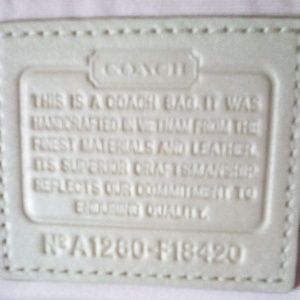 COACH
THIS IS A COACH BAG. IT WAS
HANDCRAFTED IN VIETNAM FROM THE
FINEST MATERIALS AND LEATHER.
ITS SUPERIOR CRAFTSMANSHIP
REFLECTS OUR COMMITMENT TO
ENDURING QUALITY.
Nº A1280-F18420